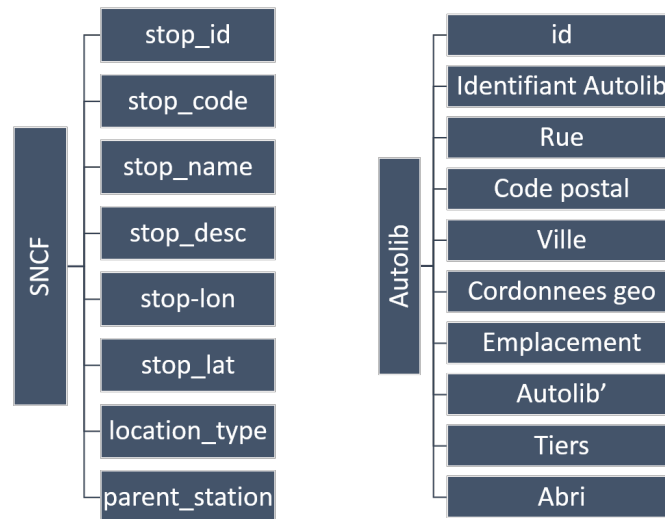 SNCF
stop_id
stop_code
stop_name
stop_desc
stop-lon
stop_lat
location_type
parent_station
Autolib
id
Identifiant Autolib
Rue
Code postal
Ville
Cordonnees geo
Emplacement
Autolib’
Tiers
Abri